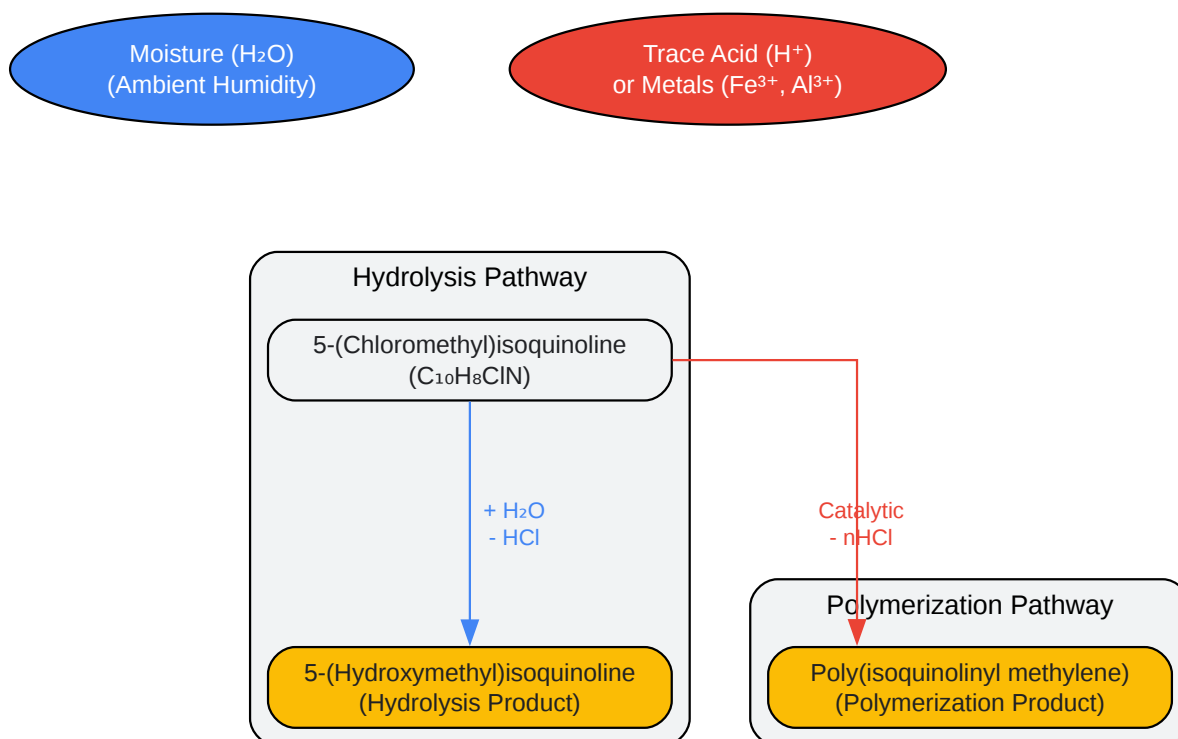 Moisture (H₂O)
(Ambient Humidity)
Trace Acid (H⁺)
or Metals (Fe³⁺, Al³⁺)
Hydrolysis Pathway
5-(Chloromethyl)isoquinoline
(C₁₀H₈ClN)
+ H₂O
- HCl
Catalytic
- nHCl
Polymerization Pathway
5-(Hydroxymethyl)isoquinoline
(Hydrolysis Product)
Poly(isoquinolinyl methylene)
(Polymerization Product)